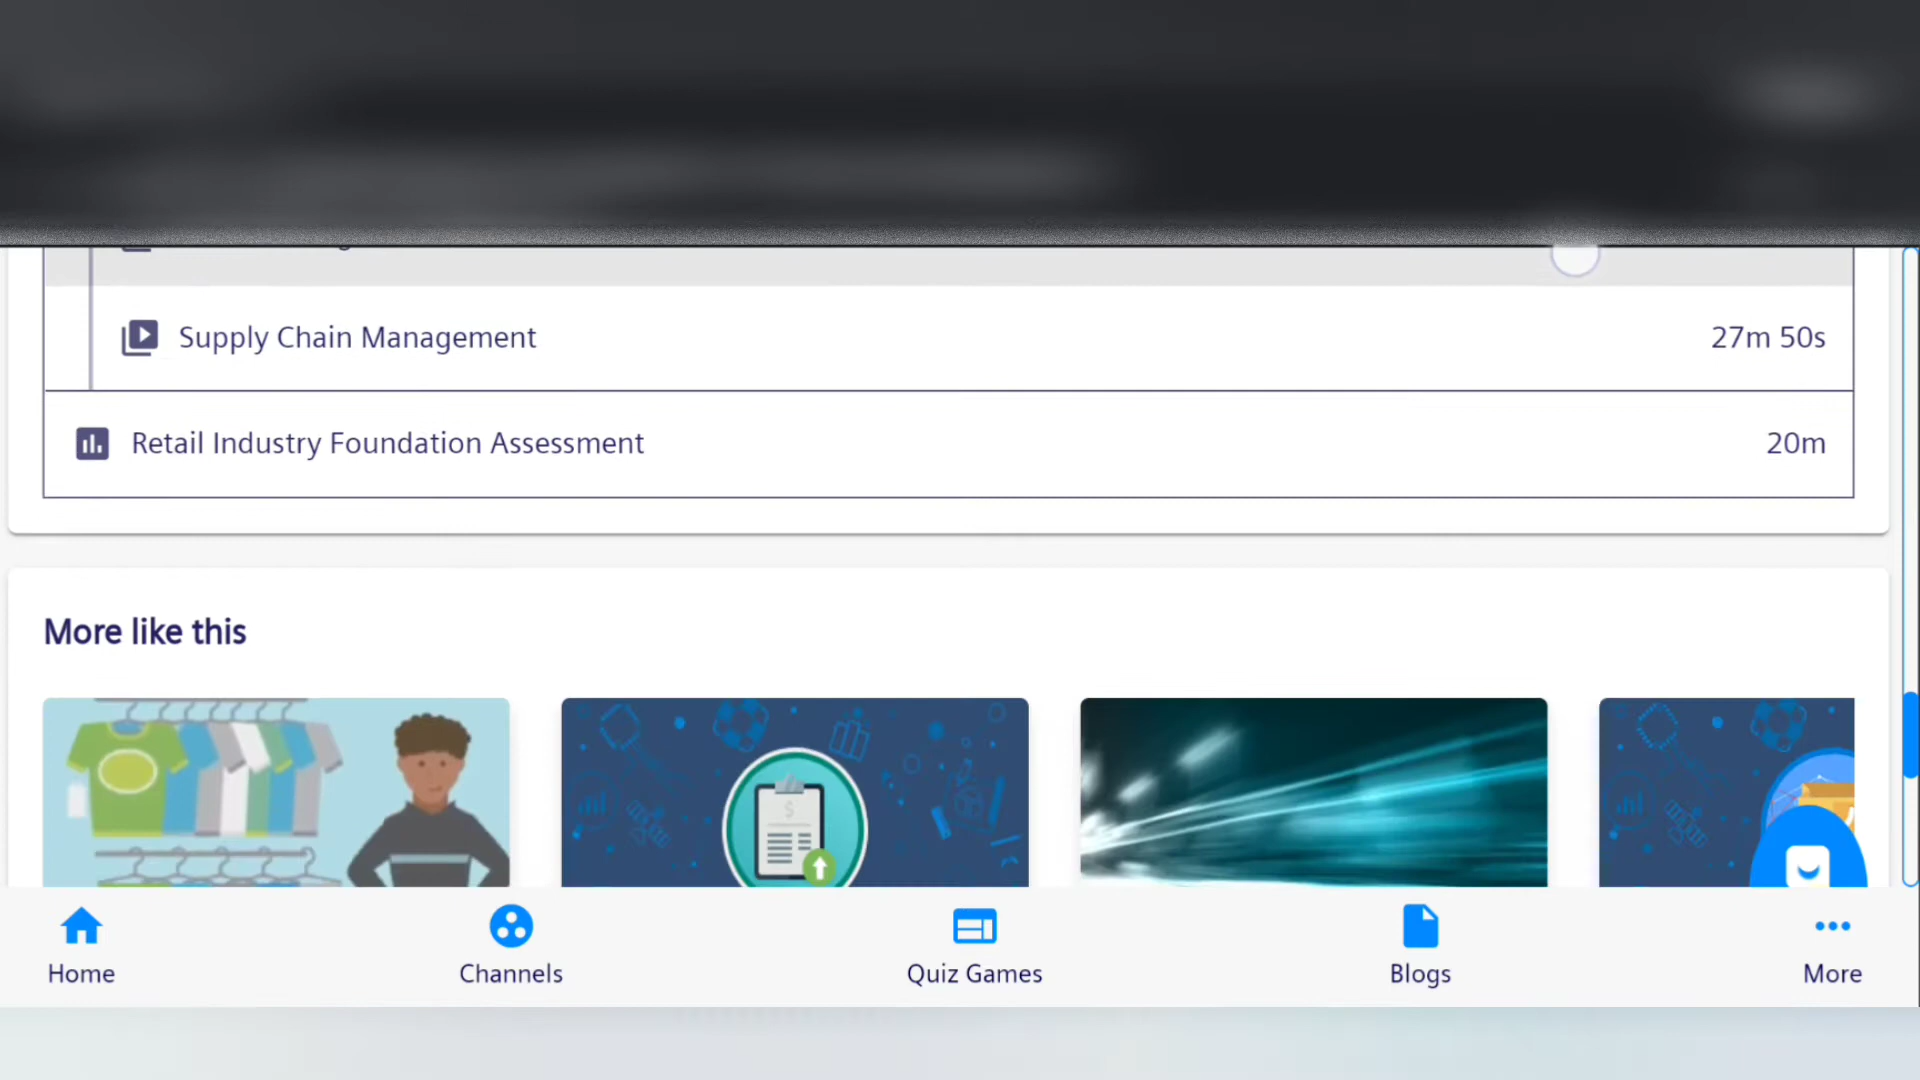 Supply Chain Management 27m 50s
Retail Industry Foundation Assessment 20m
More like this
$
Home Channels Quiz Games Blogs More